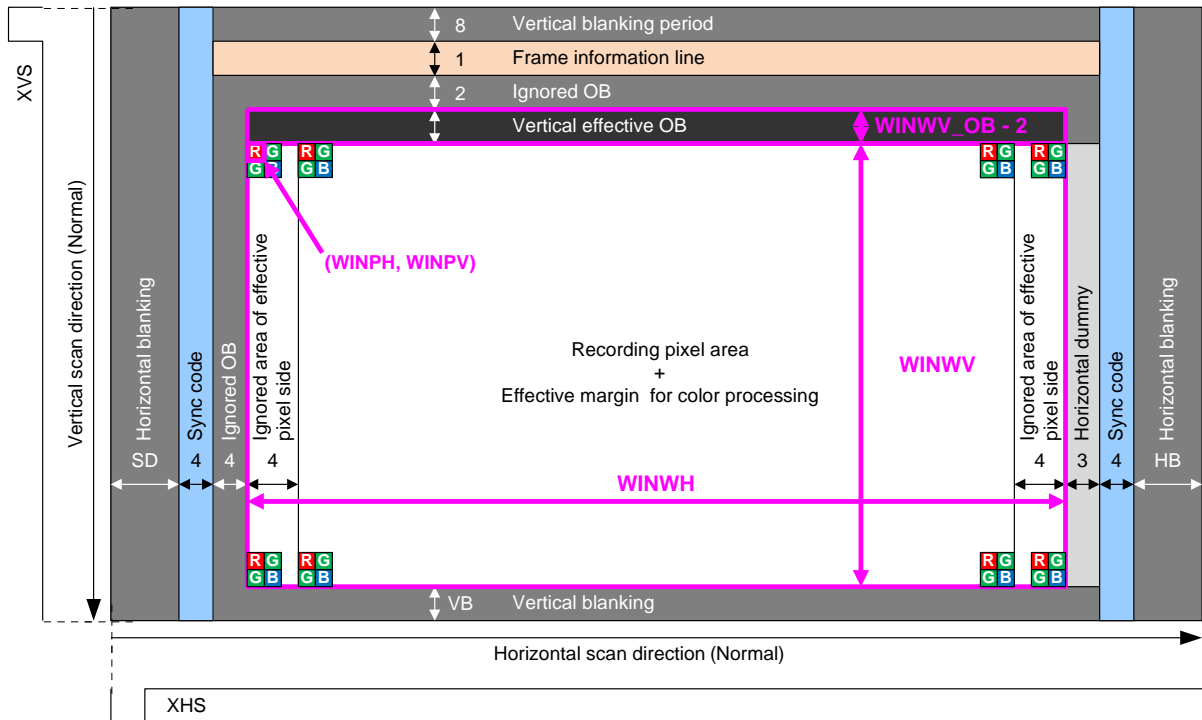 XVS
8 Vertical blanking period
1 Frame information line
2 Ignored OB
Vertical effective OB
WINWV_OB - 2
R G R G
G B G B
R G R G
G B G B
(WINPH, WINPV)
Vertical scan direction (Normal)
Horizontal blanking
SD
Sync code
4
Ignored OB
4
Ignored area of effective
pixel side
4
Recording pixel area
+
Effective margin for color processing
WINWV
WINWH
Ignored area of effective
pixel side
4
Horizontal dummy
3
Sync code
4
Horizontal blanking
HB
R G R G
G B G B
R G R G
G B G B
VB Vertical blanking
Horizontal scan direction (Normal)
XHS